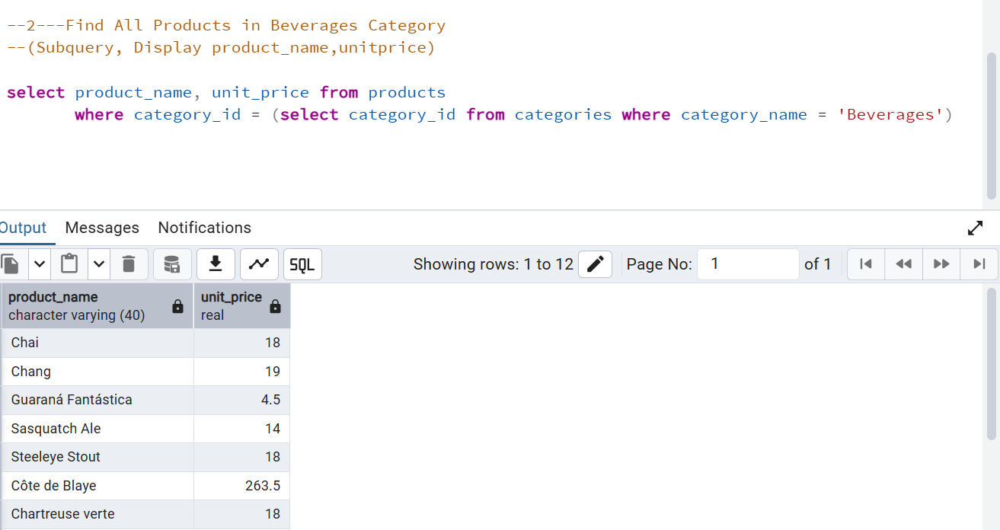 --2---Find All Products in Beverages Category
--(Subquery, Display product_name,unitprice)
select product_name, unit_price from products
where category_id = (select category_id from categories where category_name = 'Beverages')
Output Messages Notifications
SQL Showing rows: 1 to 12 Page No: 1 of 1
product_name unit_price
character varying (40) real
Chai 18
Chang 19
Guaraná Fantástica 4.5
Sasquatch Ale 14
Steeleye Stout 18
Côte de Blaye 263.5
Chartreuse verte 18